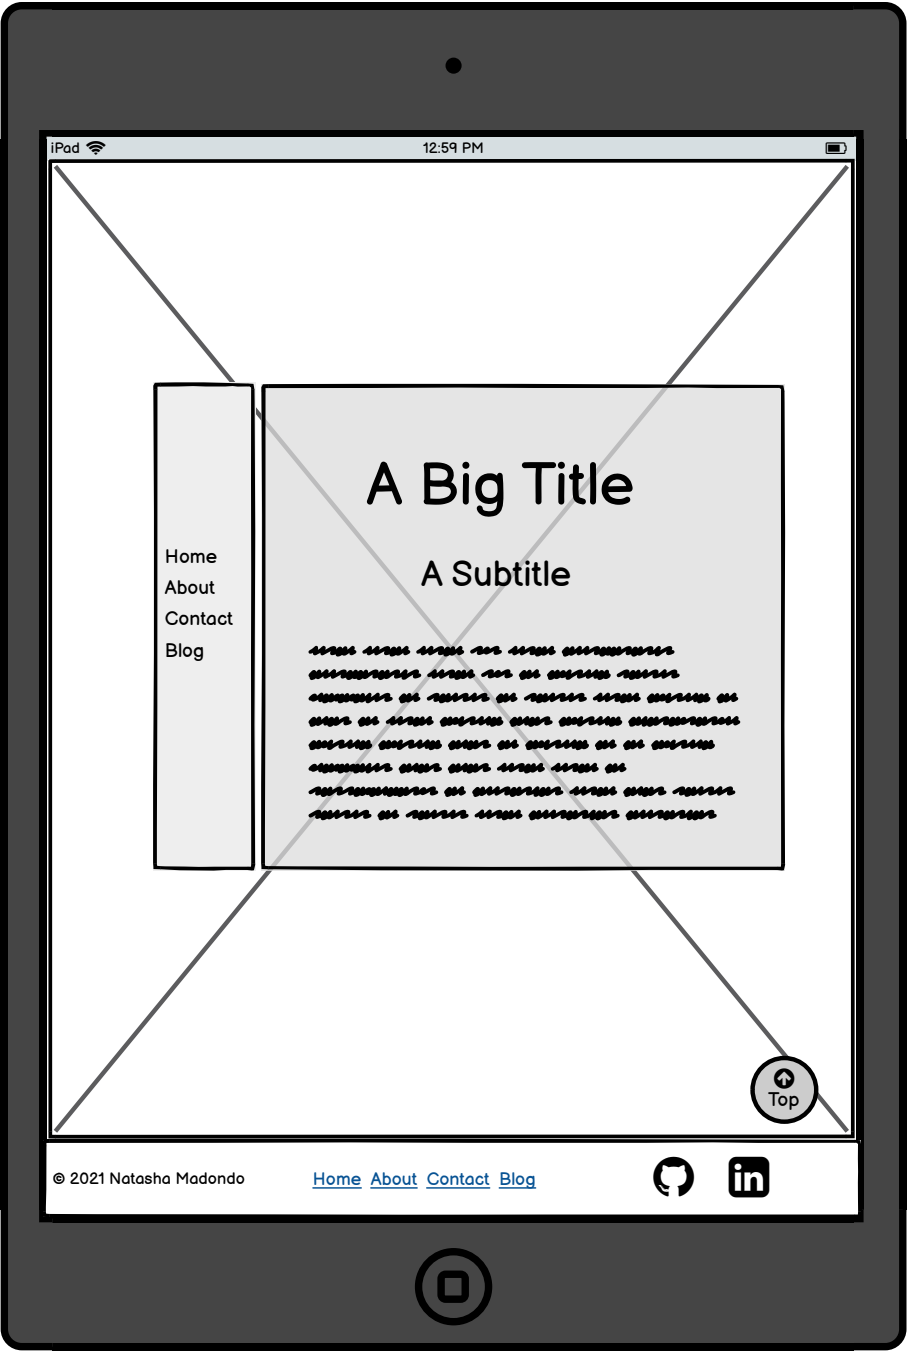 iPad 12:59 PM
A Big Title
A Subtitle
Home
About
Contact
Blog
Top
© 2021 Natasha Madondo Home About Contact Blog in